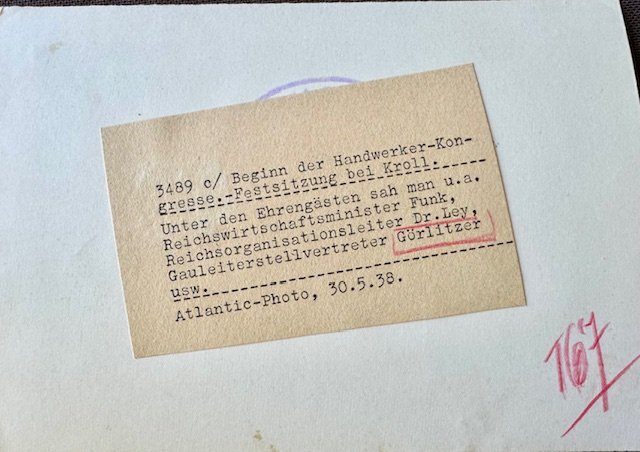 3489 c/ Beginn der Handwerker-Kon-
gresse.-Festsitzung bei Kroll.
Unter den Ehrengästen sah man u.a.
Reichswirtschaftsminister Funk,
Reichsorganisationsleiter Dr.Ley,
Gauleiterstellvertreter Görlitzer
usw.
Atlantic-Photo, 30.5.38.
167